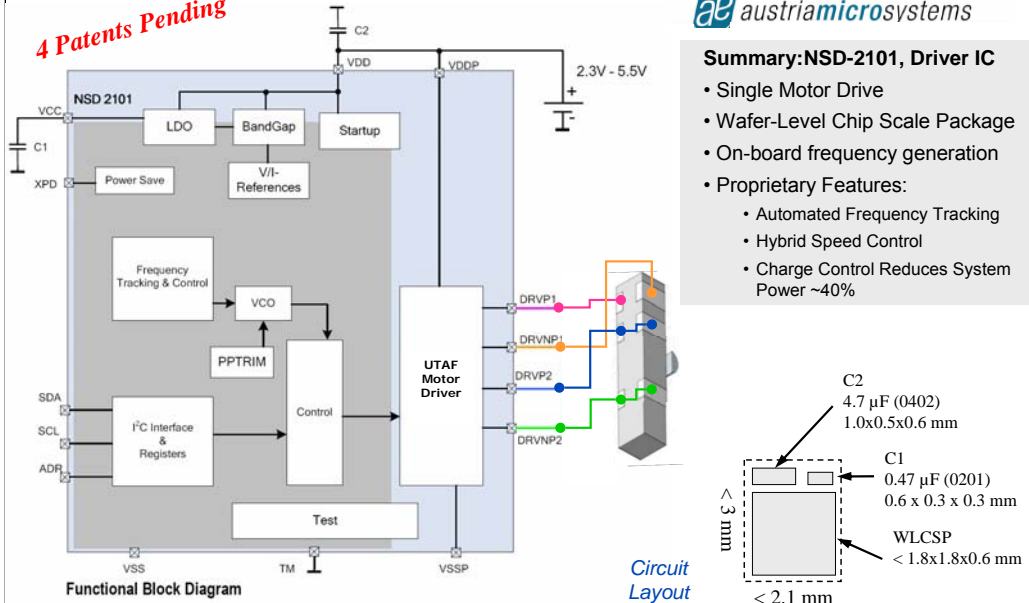 4 Patents Pending
C2
VDD
VDDP
2.3V - 5.5V
+
-
NSD 2101
VCC
C1
LDO
BandGap
Startup
XPD
Power Save
V/I-
References
Frequency
Tracking & Control
VCO
PPTRIM
Control
UTAF
Motor
Driver
DRVP1
DRVNP1
DRVP2
DRVNP2
SDA
SCL
ADR
I²C Interface
&
Registers
Test
VSS
TM
VSSP
Functional Block Diagram
ae austriamicrosystems
Summary:NSD-2101, Driver IC
• Single Motor Drive
• Wafer-Level Chip Scale Package
• On-board frequency generation
• Proprietary Features:
• Automated Frequency Tracking
• Hybrid Speed Control
• Charge Control Reduces System
Power ~40%
C2
4.7 µF (0402)
1.0x0.5x0.6 mm
C1
0.47 µF (0201)
0.6 x 0.3 x 0.3 mm
WLCSP
< 1.8x1.8x0.6 mm
< 3 mm
< 2.1 mm
Circuit
Layout